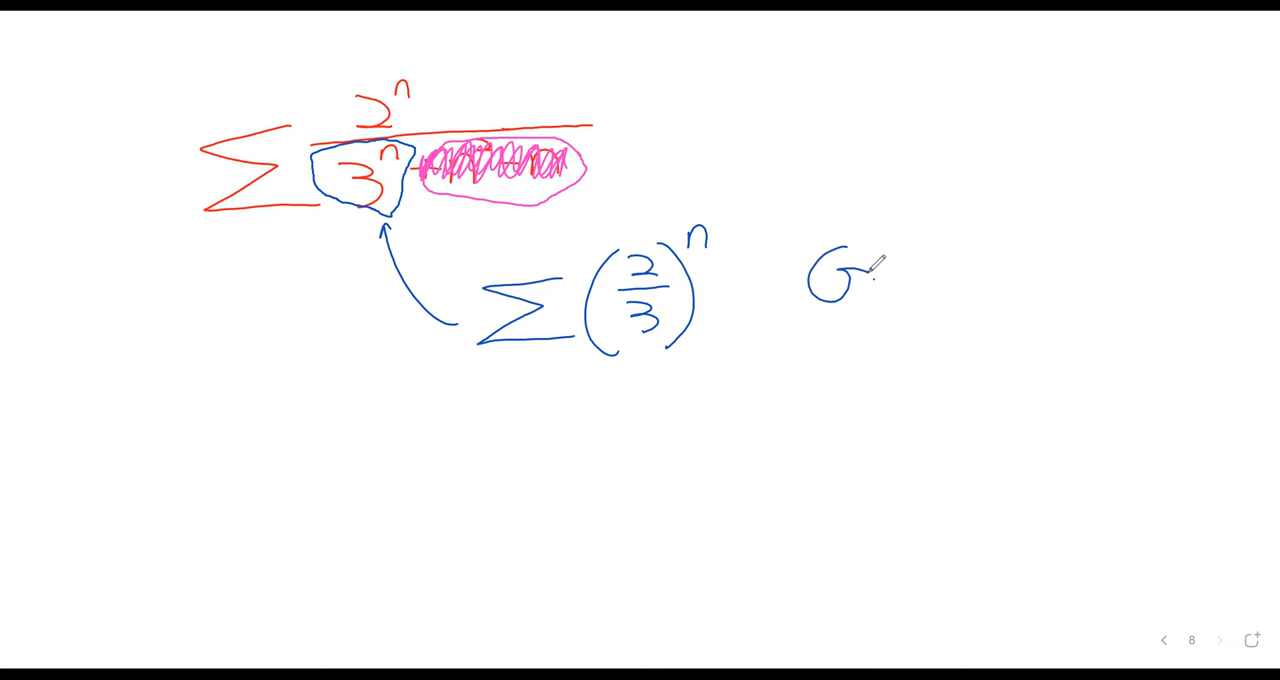 ∑ 2^n / 3^n +
∑ (2/3)^n G
8